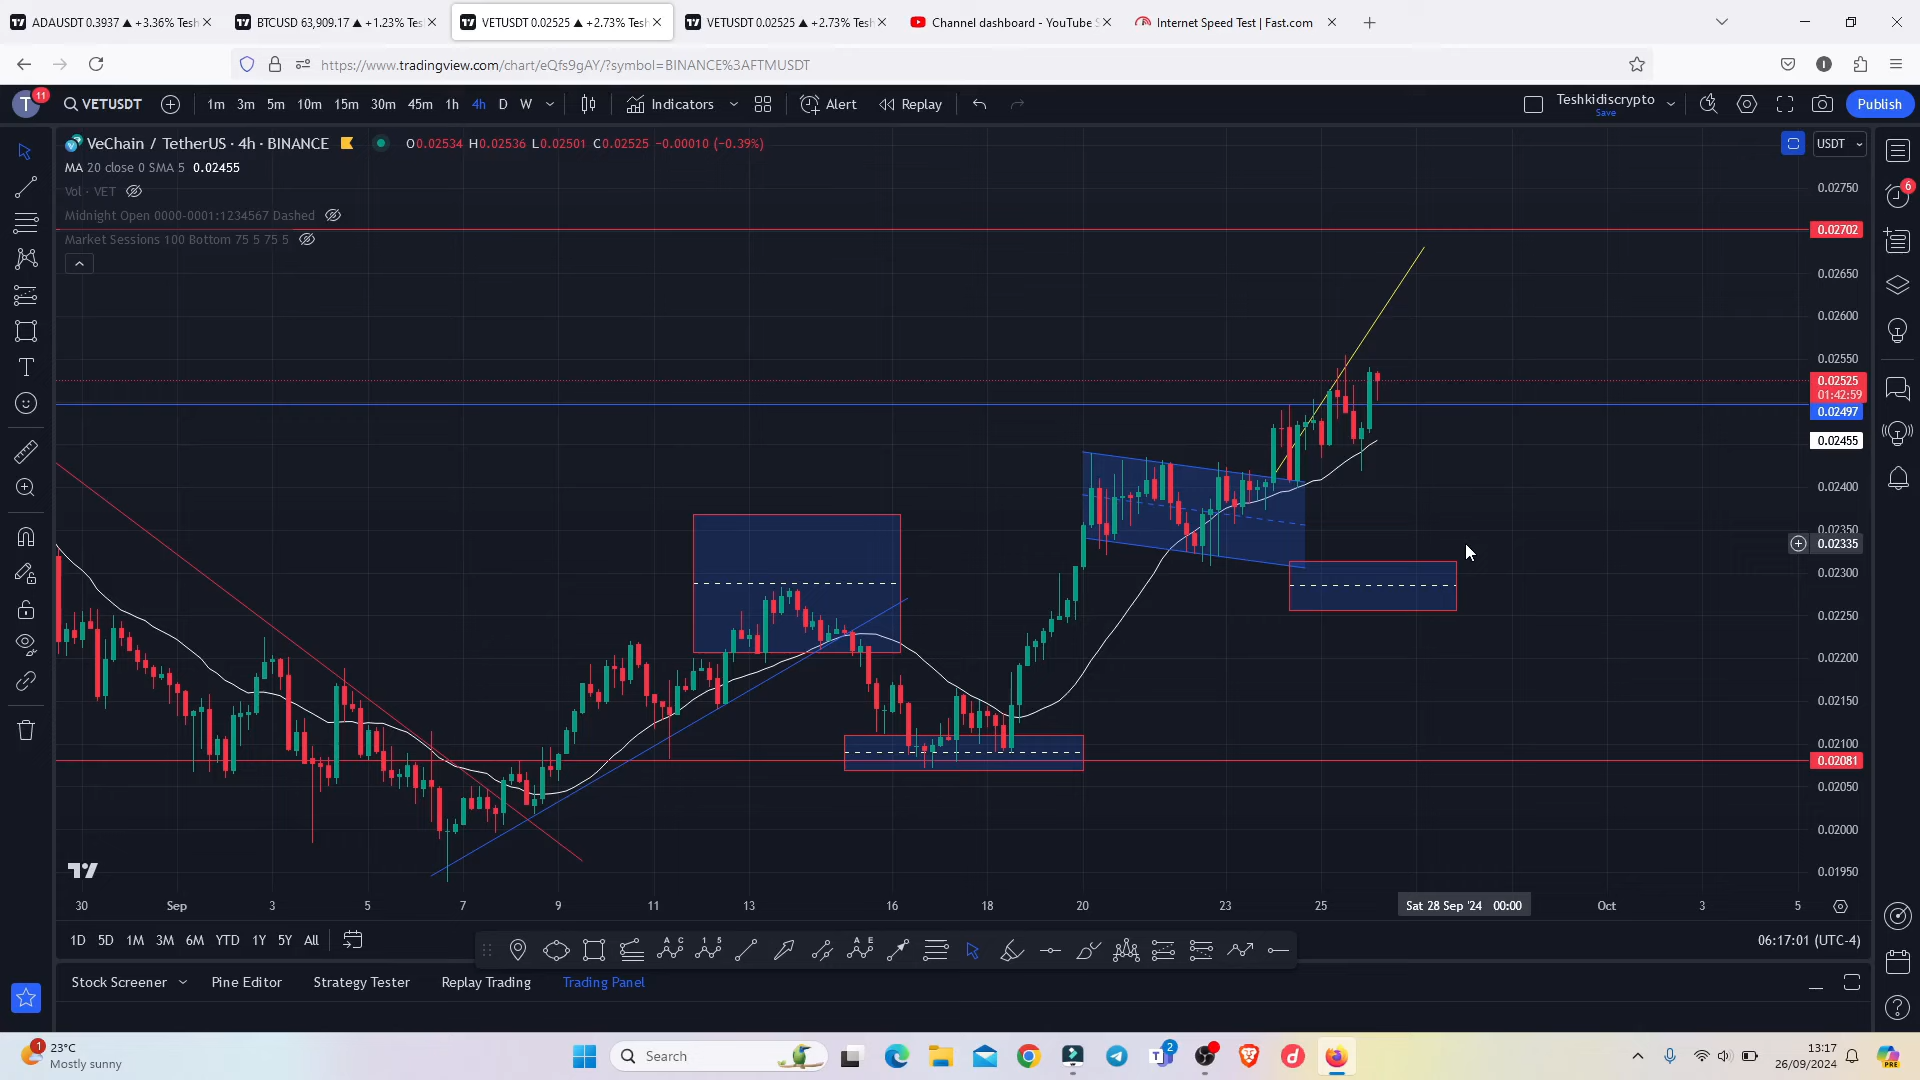 ADAUSDT 0.3937 ▲ +3.36% Tesh
BTCUSD 63,909.17 ▲ +1.23% Tes
VETUSDT 0.02525 ▲ +2.73% Tesh
VETUSDT 0.02525 ▲ +2.73% Tesh
Channel dashboard - YouTube S
Internet Speed Test | Fast.com
https://www.tradingview.com/chart/eQfs9gAY/?symbol=BINANCE%3AFTMUSDT
T 11
VETUSDT 1m 3m 5m 10m 15m 30m 45m 1h 4h D W Indicators Alert Replay
Teshkidiscrypto
Save
Publish
VeChain / TetherUS · 4h · BINANCE O0.02534 H0.02536 L0.02501 C0.02525 −0.00010 (−0.39%)
USDT
MA 20 close 0 SMA 5 0.02455
Vol · VET
Midnight Open 0000-0001:1234567 Dashed
Market Sessions 100 Bottom 75 5 75 5
6
0.02750
0.02702
0.02650
0.02600
0.02550
0.02525
01:42:59
0.02497
0.02455
0.02400
0.02350
0.02335
0.02300
0.02250
0.02200
0.02150
0.02100
0.02081
0.02050
0.02000
0.01950
30 Sep 3 5 7 9 11 13 16 18 20 23 25 Sat 28 Sep '24 00:00 Oct 3 5
1D 5D 1M 3M 6M YTD 1Y 5Y All
06:17:01 (UTC-4)
Stock Screener Pine Editor Strategy Tester Replay Trading Trading Panel
1
23°C
Mostly sunny
Search
2
13:17
26/09/2024
PRE